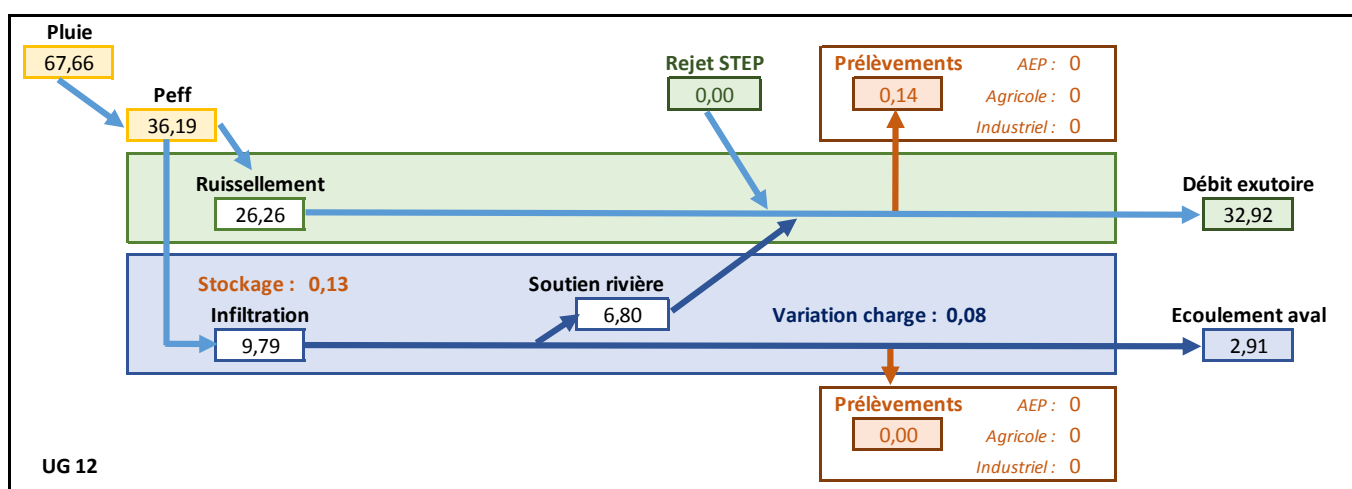 Pluie
67,66
Peff
36,19
Rejet STEP
0,00
Prélèvements
0,14
AEP : 0
Agricole : 0
Industriel : 0
Ruissellement
26,26
Débit exutoire
32,92
Stockage : 0,13
Infiltration
9,79
Soutien rivière
6,80
Variation charge : 0,08
Ecoulement aval
2,91
Prélèvements
0,00
AEP : 0
Agricole : 0
Industriel : 0
UG 12